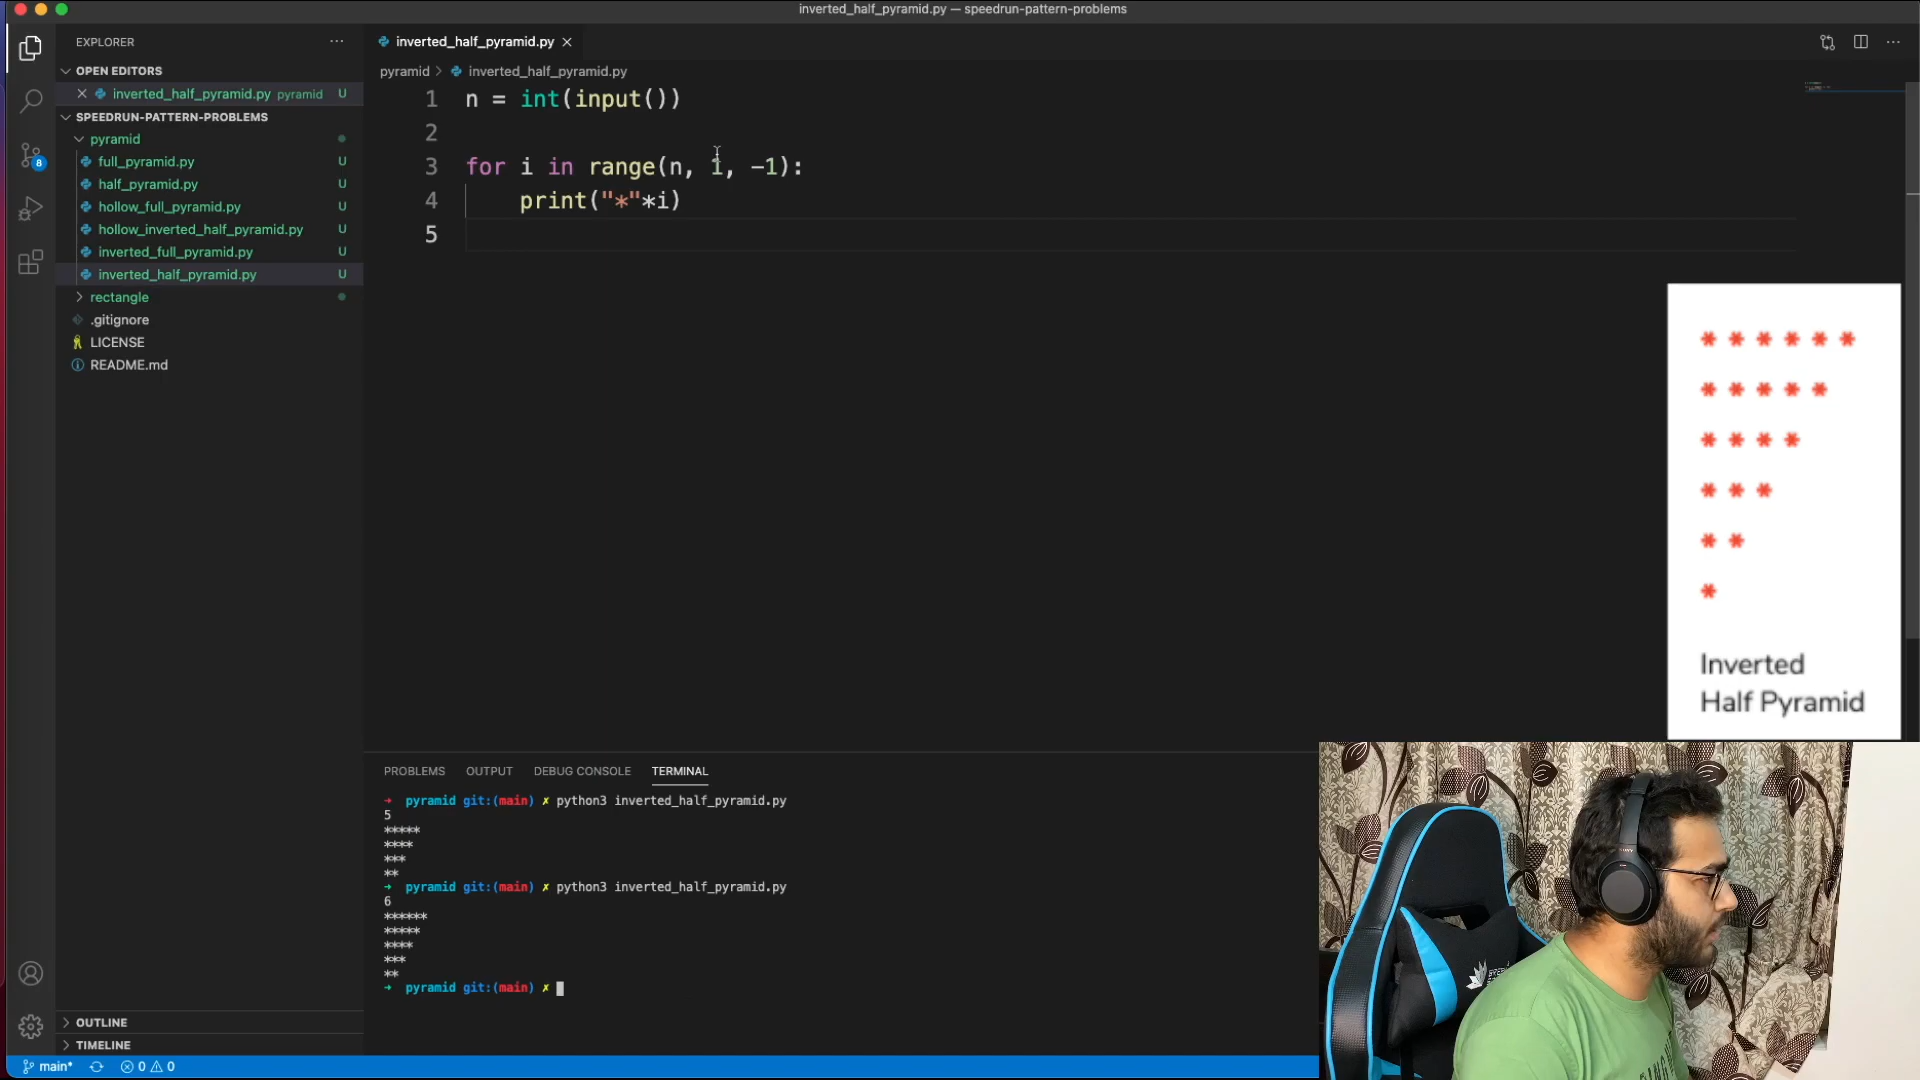 inverted_half_pyramid.py — speedrun-pattern-problems
EXPLORER
inverted_half_pyramid.py
OPEN EDITORS
inverted_half_pyramid.py pyramid U
SPEEDRUN-PATTERN-PROBLEMS
pyramid
full_pyramid.py U
half_pyramid.py U
hollow_full_pyramid.py U
hollow_inverted_half_pyramid.py U
inverted_full_pyramid.py U
inverted_half_pyramid.py U
rectangle
.gitignore
LICENSE
README.md
OUTLINE
TIMELINE
8
pyramid > inverted_half_pyramid.py
1 n = int(input())
2
3 for i in range(n, 1, -1):
4 print("*"*i)
5
* * * * * *
* * * * *
* * * *
* * *
* *
*
Inverted
Half Pyramid
PROBLEMS OUTPUT DEBUG CONSOLE TERMINAL
➜ pyramid git:(main) ✗ python3 inverted_half_pyramid.py
5
*****
****
***
**
➜ pyramid git:(main) ✗ python3 inverted_half_pyramid.py
6
******
*****
****
***
**
➜ pyramid git:(main) ✗
main* 0 0